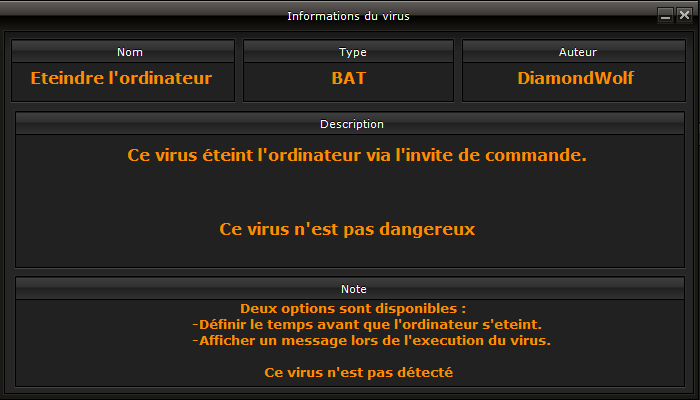 Informations du virus
Nom
Type
Auteur
Eteindre l'ordinateur
BAT
DiamondWolf
Description
Ce virus éteint l'ordinateur via l'invite de commande.
Ce virus n'est pas dangereux
Note
Deux options sont disponibles :
-Définir le temps avant que l'ordinateur s'eteint.
-Afficher un message lors de l'execution du virus.
Ce virus n'est pas détecté